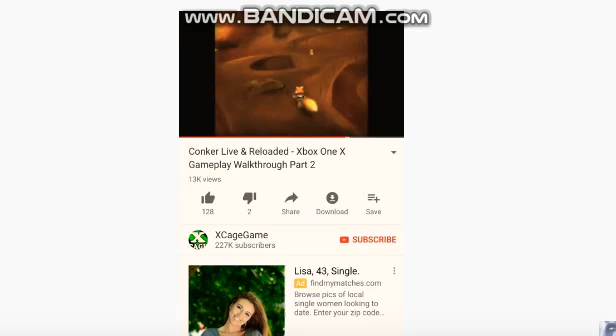 www.BANDICAM.com
Conker Live & Reloaded - Xbox One X
Gameplay Walkthrough Part 2
13K views
128
2
Share
Download
Save
XCageGame
227K subscribers
SUBSCRIBE
Lisa, 43, Single.
Ad findmymatches.com
Browse pics of local
single women looking to
date. Enter your zip code...